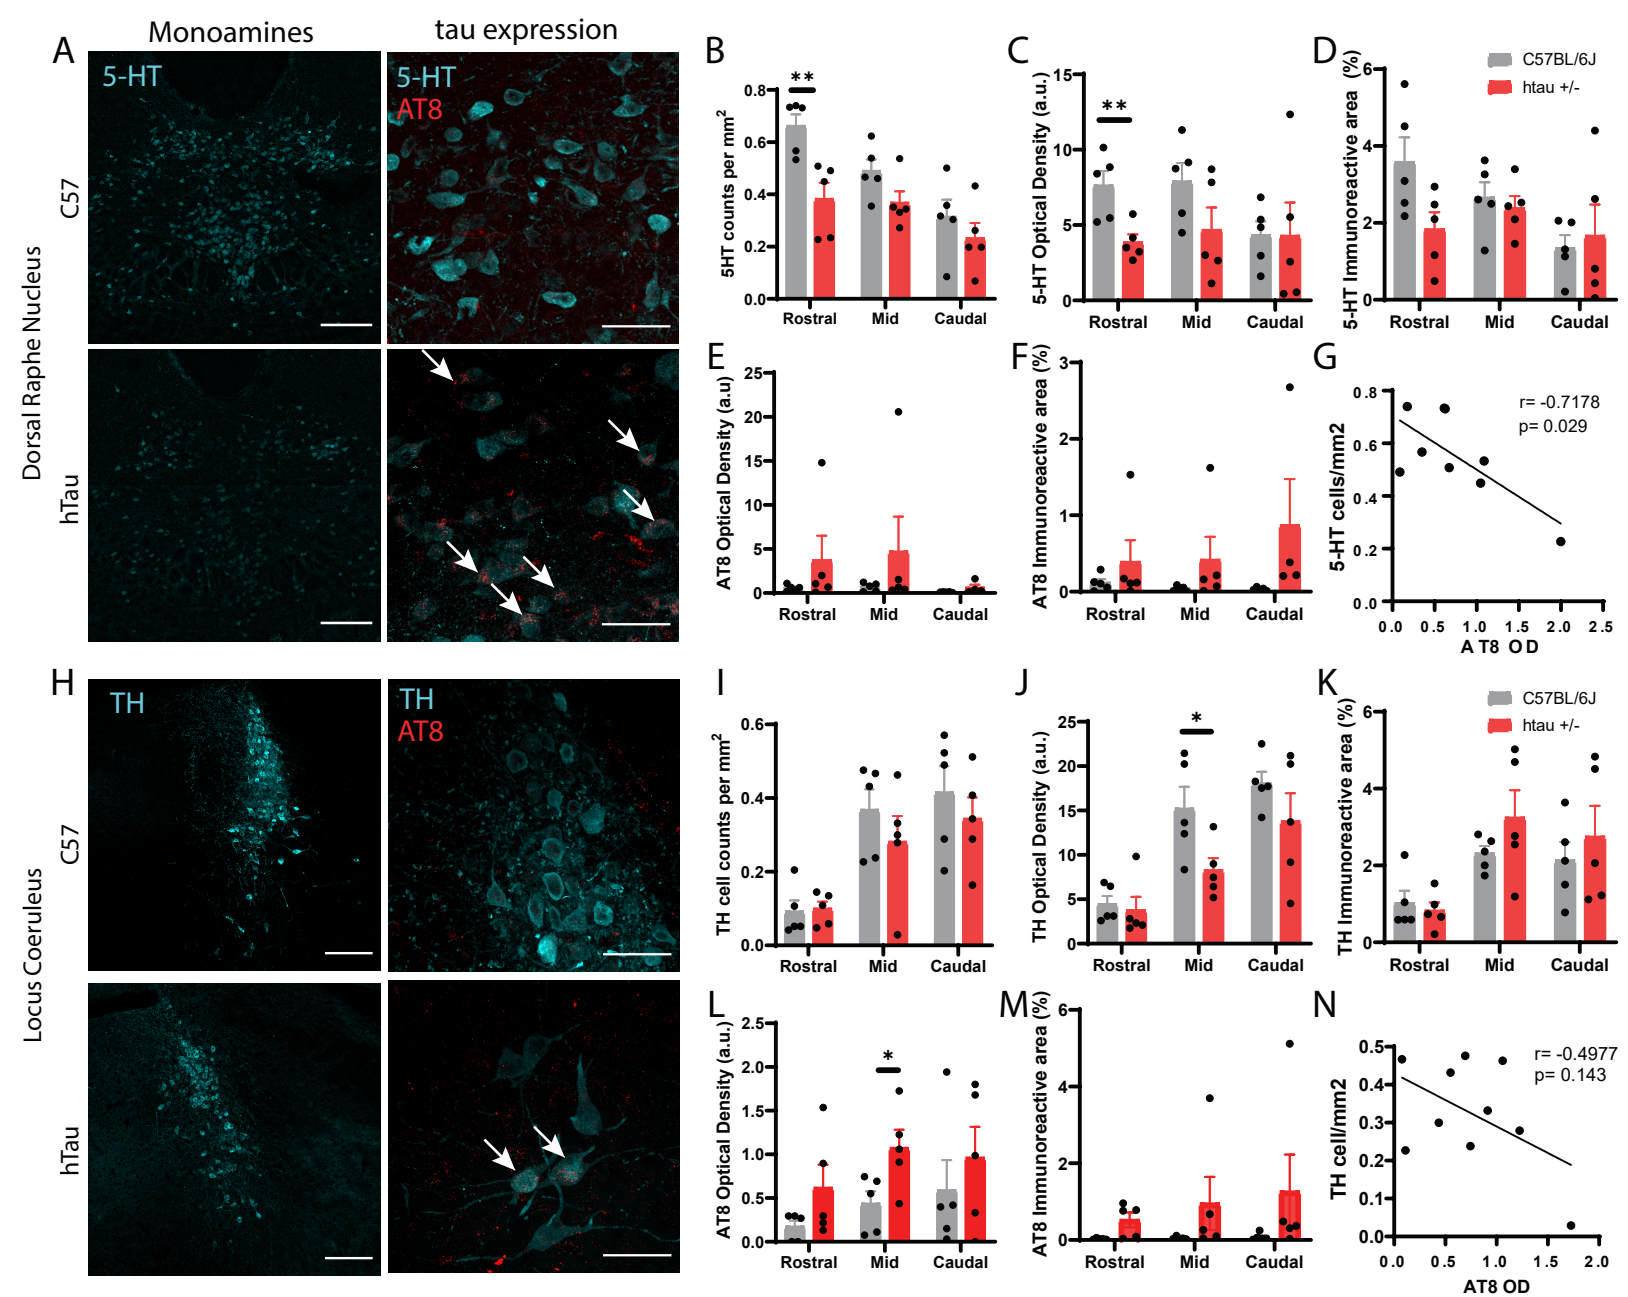 Monoamines
tau expression
Dorsal Raphe Nucleus
C57
hTau
A
5-HT
5-HT
AT8
B
5HT counts per mm2
0.8
0.6
0.4
0.2
0.0
**
Rostral Mid Caudal
C
5-HT Optical Density (a.u.)
15
10
5
0
**
Rostral Mid Caudal
D
5-HT Immunoreactive area (%)
6
4
2
0
C57BL/6J
htau +/-
Rostral Mid Caudal
E
AT8 Optical Density (a.u)
25
20
15
10
5
0
Rostral Mid Caudal
F
AT8 Immunoreactive area (%)
3
2
1
0
Rostral Mid Caudal
G
5-HT cells/mm2
0.8
0.6
0.4
0.2
0.0
r= -0.7178
p= 0.029
0.0 0.5 1.0 1.5 2.0 2.5
AT8 OD
Locus Coeruleus
C57
hTau
H
TH
TH
AT8
I
TH cell counts per mm2
0.6
0.4
0.2
0.0
Rostral Mid Caudal
J
TH Optical Density (a.u.)
25
20
15
10
5
0
*
Rostral Mid Caudal
K
TH Immunoreactive area (%)
6
4
2
0
C57BL/6J
htau +/-
Rostral Mid Caudal
L
AT8 Optical Density (a.u.)
2.5
2.0
1.5
1.0
0.5
0.0
*
Rostral Mid Caudal
M
AT8 Immunoreactive area (%)
6
4
2
0
Rostral Mid Caudal
N
TH cell/mm2
0.5
0.4
0.3
0.2
0.1
0.0
r= -0.4977
p= 0.143
0.0 0.5 1.0 1.5 2.0
AT8 OD